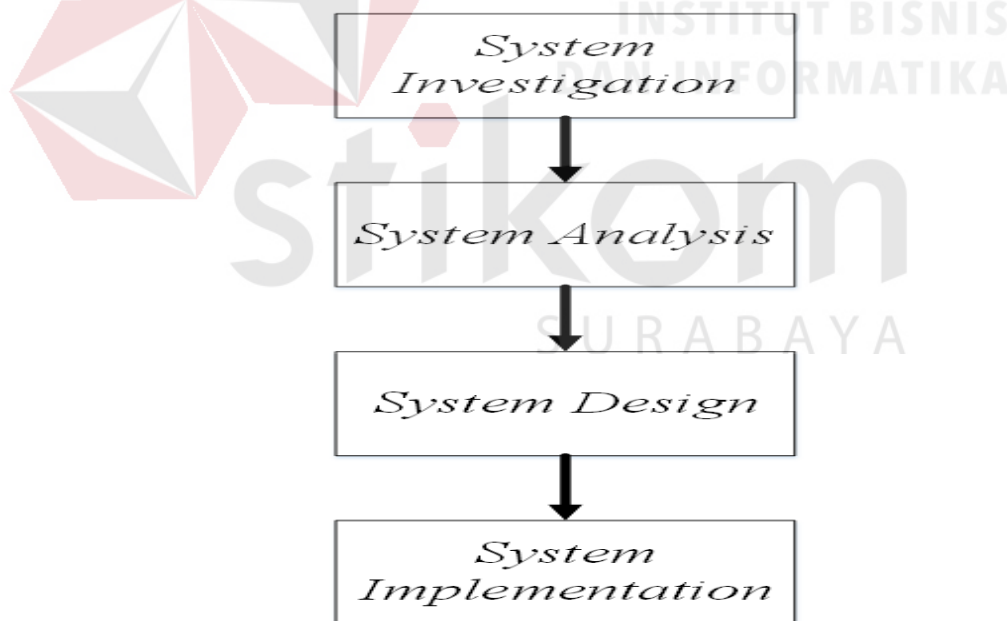 INSTITUT BISNIS
DAN INFORMATIKA
stikom
SURABAYA
System
Investigation
System Analysis
System Design
System
Implementation